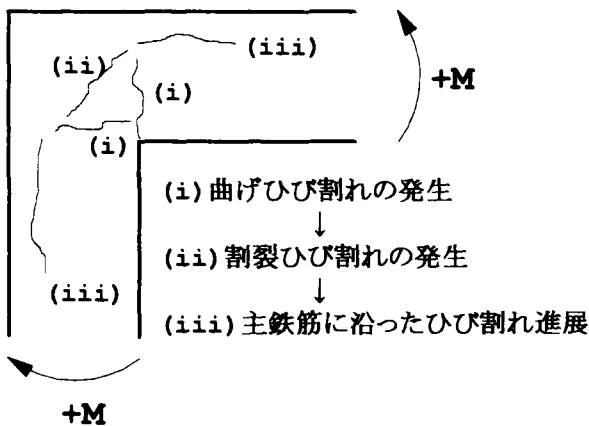 (iii)
(ii)
+M
(i)
(i)
(i)曲げひび割れの発生
↓
(ii)割裂ひび割れの発生
↓
(iii)
(iii)主鉄筋に沿ったひび割れ進展
+M